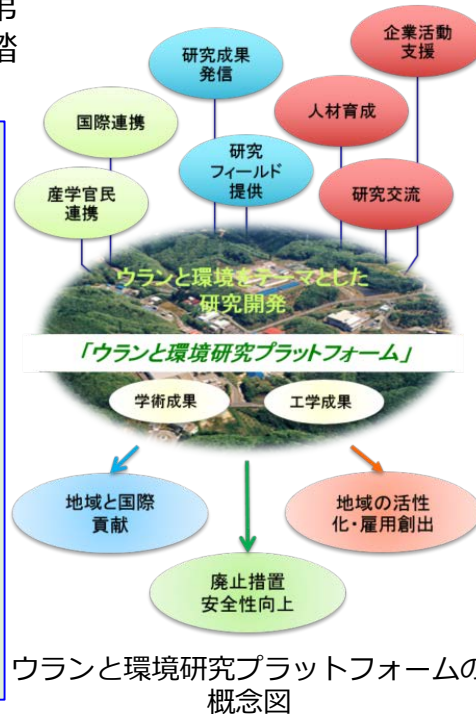 弔
踏
企業活動
支援
研究成果
発信
人材育成
国際連携
研究
フィールド
提供
産学官民
連携
研究交流
ウランと環境をテーマとした
研究開発
「ウランと環境研究プラットフォーム」
学術成果
工学成果
地域と国際
貢献
地域の活性
化・雇用創出
廃止措置
安全性向上
ウランと環境研究プラットフォームの
概念図